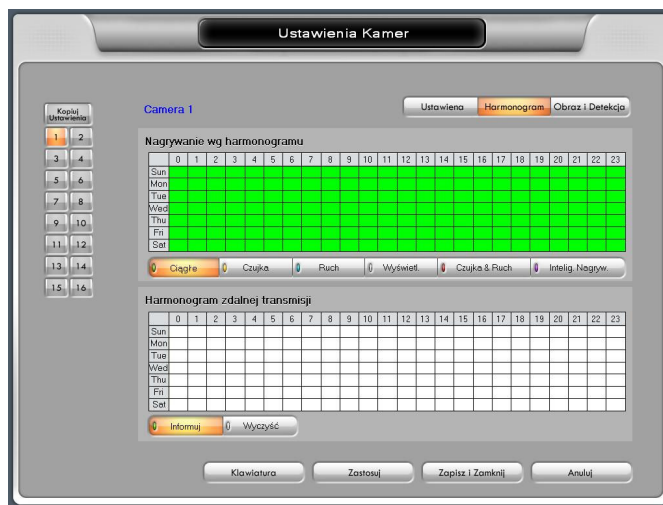 Ustawienia Kamer
Kopiuj
Ustawienia
Camera 1
Ustawiena Harmonogram Obraz i Detekcja
1 2
3 4
5 6
7 8
9 10
11 12
13 14
15 16
Nagrywanie wg harmonogramu
0 1 2 3 4 5 6 7 8 9 10 11 12 13 14 15 16 17 18 19 20 21 22 23
Sun
Mon
Tue
Wed
Thu
Fri
Sat
Ciągłe Czujka Ruch Wyświetl. Czujka & Ruch Intelig. Nagryw.
Harmonogram zdalnej transmisji
0 1 2 3 4 5 6 7 8 9 10 11 12 13 14 15 16 17 18 19 20 21 22 23
Sun
Mon
Tue
Wed
Thu
Fri
Sat
Informuj Wyczyść
Klawiatura Zastosuj Zapisz i Zamknij Anuluj